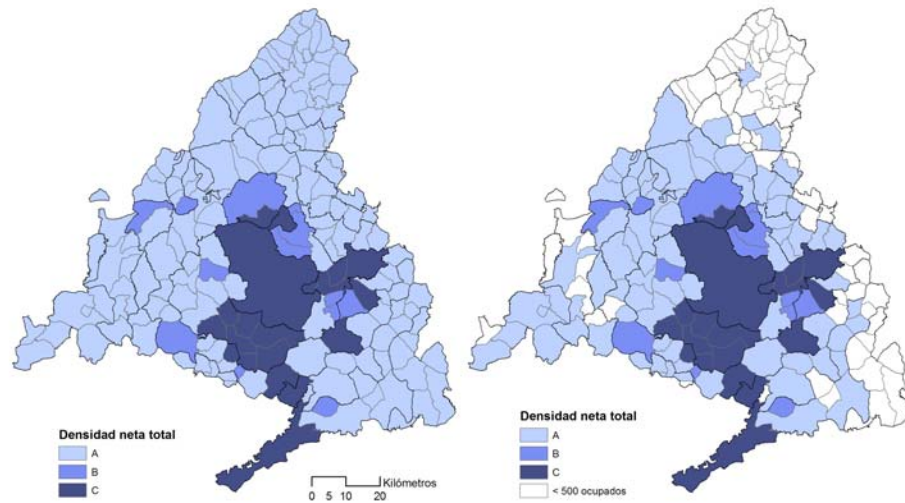 Densidad neta total
A
B
C
Kilómetros
0 5 10 20
Densidad neta total
A
B
C
< 500 ocupados